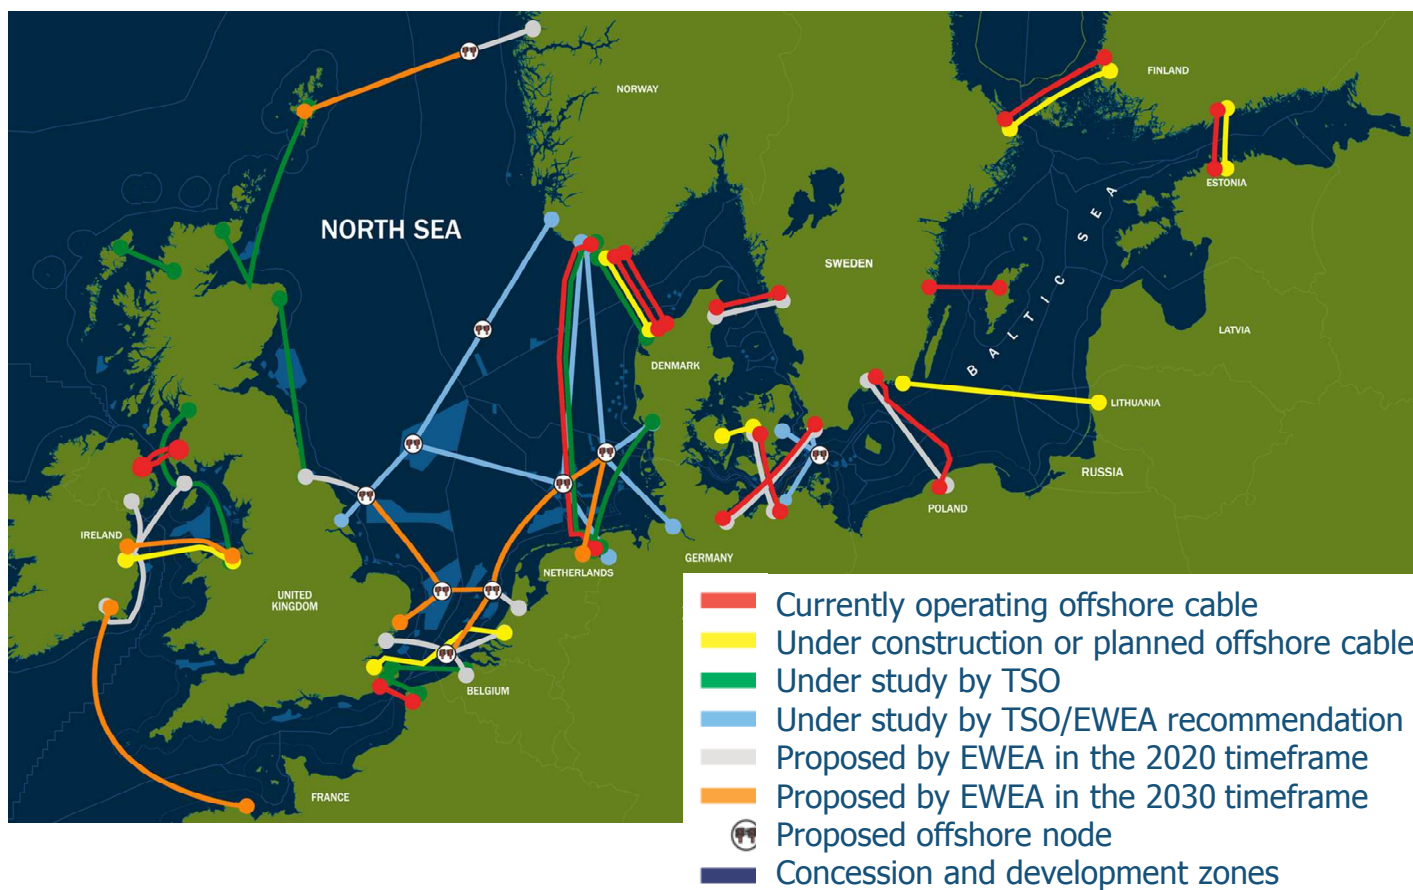 NORWAY
FINLAND
ESTONIA
NORTH SEA
SWEDEN
BALTIC SEA
LATVIA
DENMARK
LITHUANIA
RUSSIA
POLAND
IRELAND
GERMANY
NETHERLANDS
UNITED
KINGDOM
BELGIUM
FRANCE
Currently operating offshore cable
Under construction or planned offshore cable
Under study by TSO
Under study by TSO/EWEA recommendation
Proposed by EWEA in the 2020 timeframe
Proposed by EWEA in the 2030 timeframe
Proposed offshore node
Concession and development zones